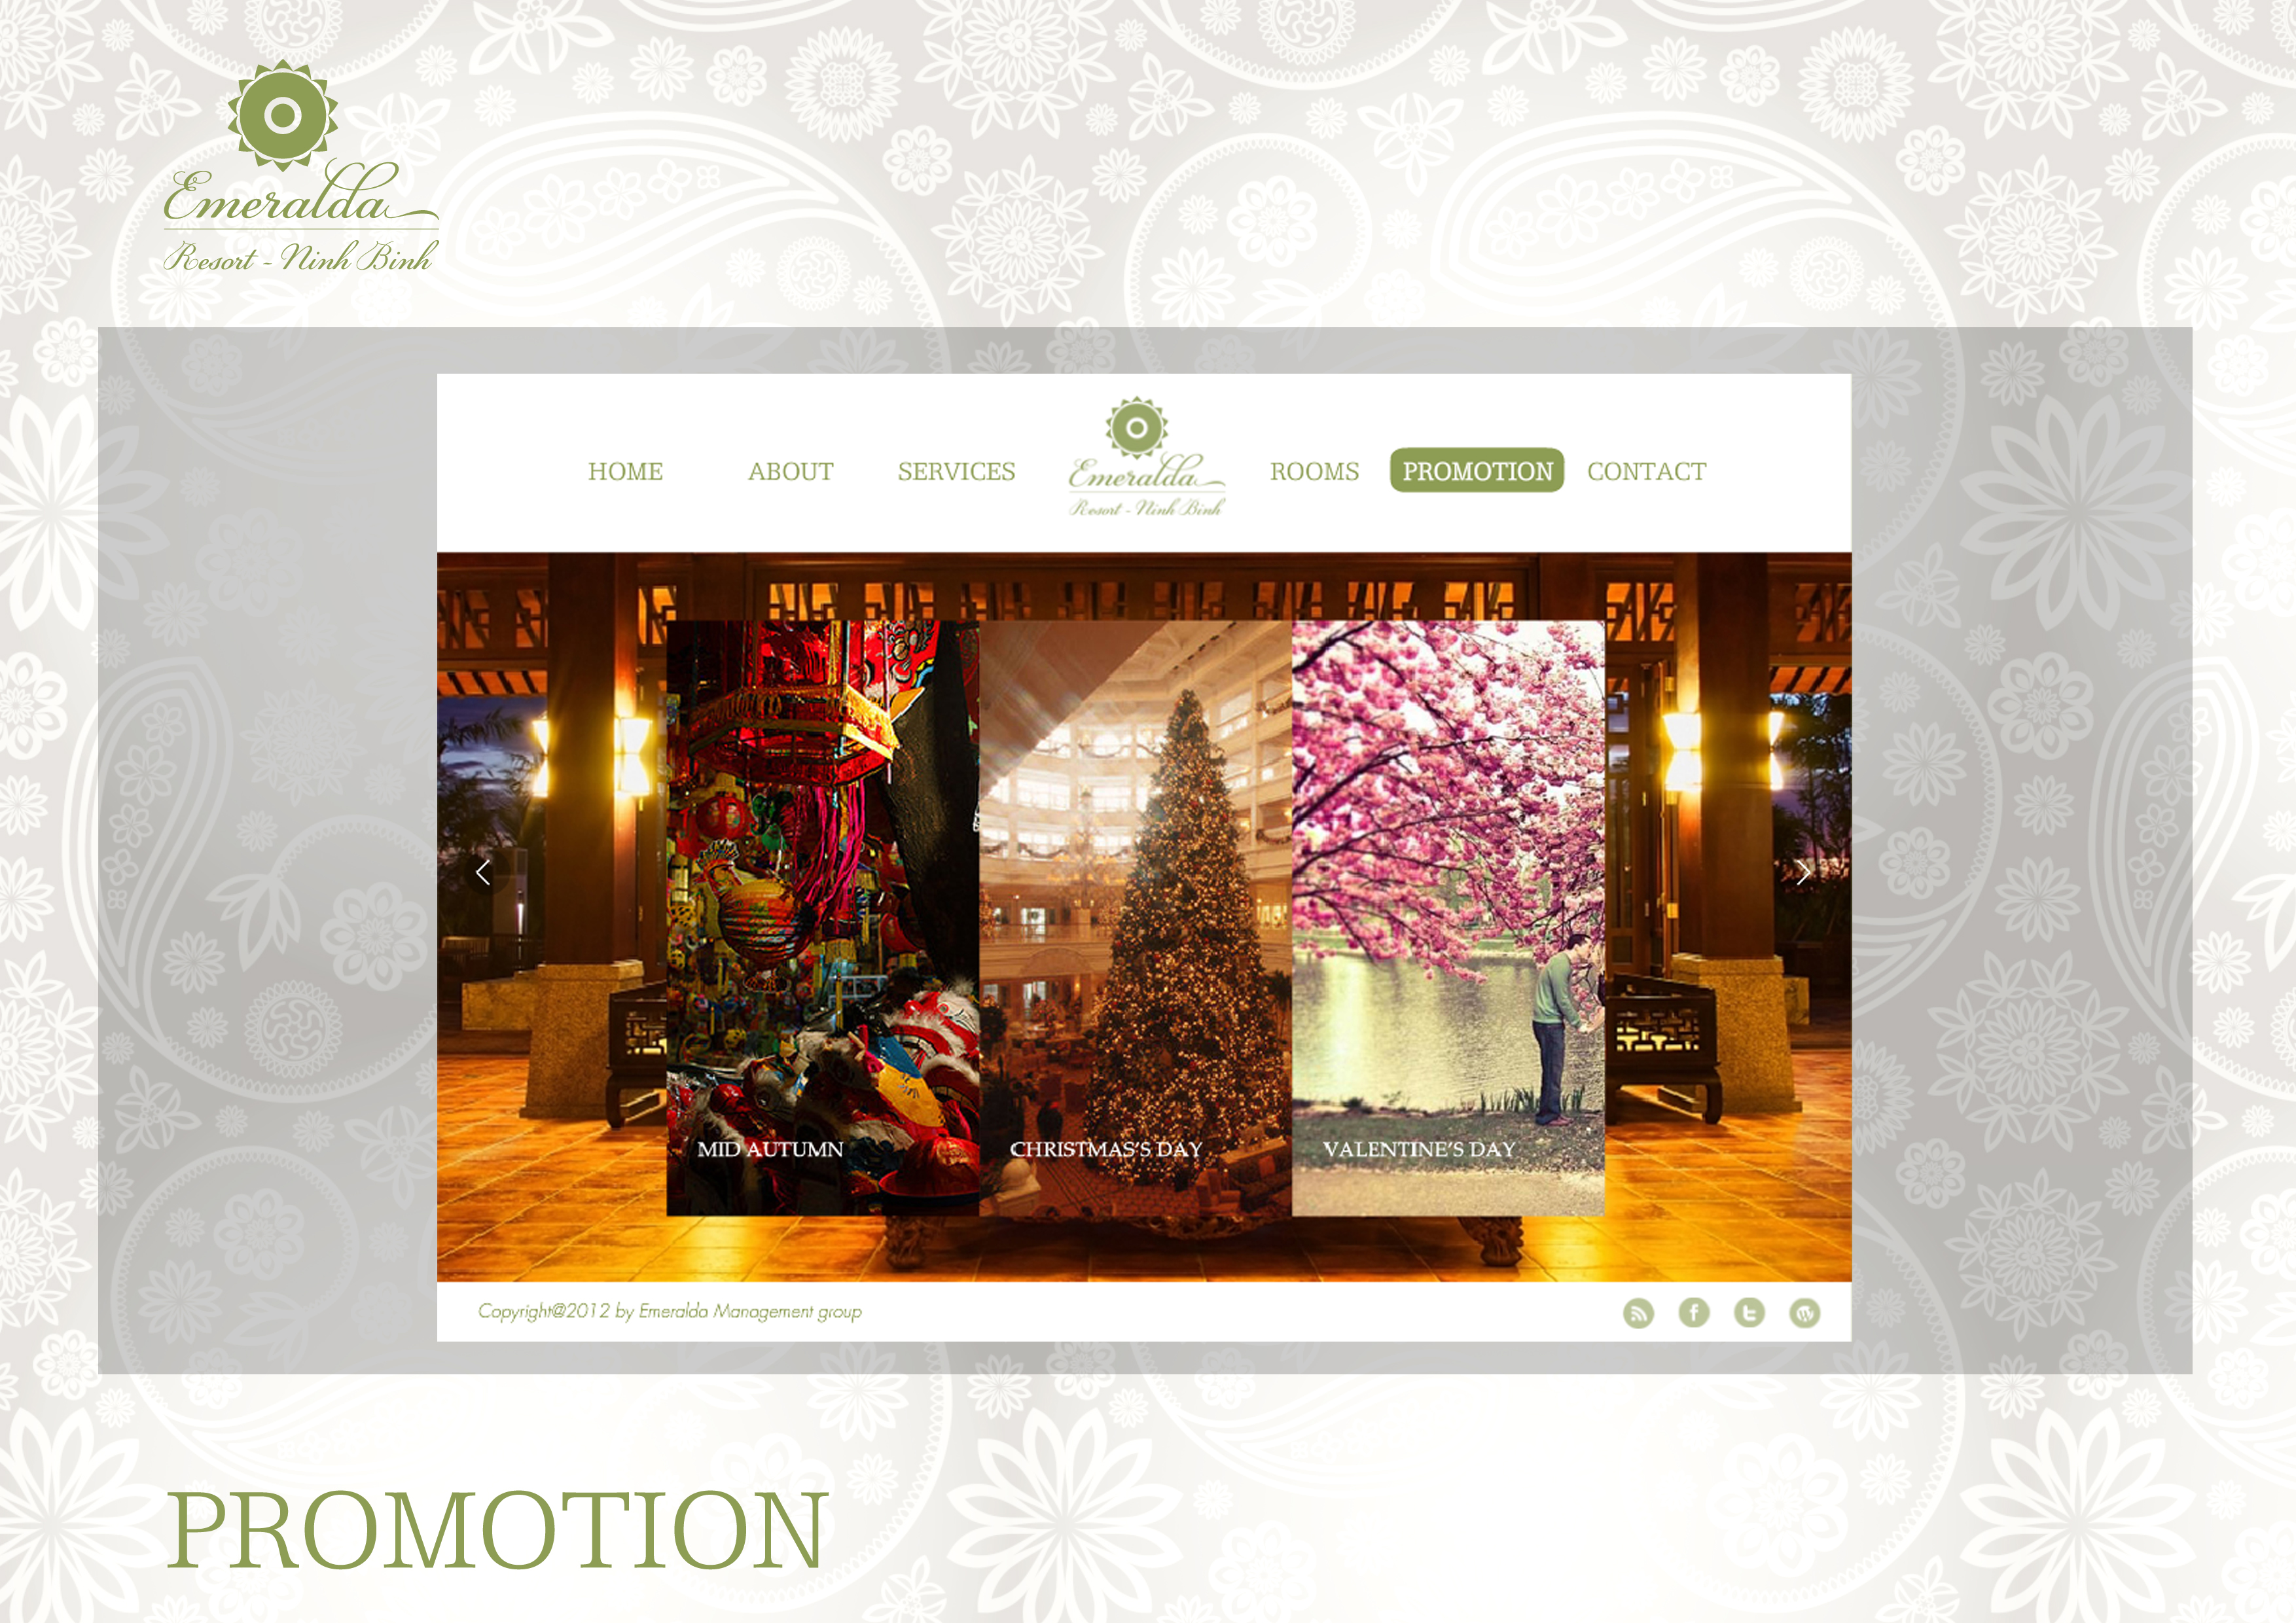 Emeralda
Resort - Ninh Binh
HOME ABOUT SERVICES
Emeralda
Resort - Ninh Binh
ROOMS PROMOTION CONTACT
MID AUTUMN
CHRISTMAS'S DAY
VALENTINE'S DAY
Copyright@2012 by Emeralda Management group
PROMOTION